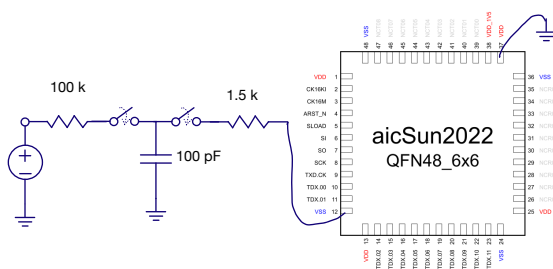 VSS
VDD_1V5
VDD
48
47
46
45
44
43
42
41
40
39
38
37
100 k
1.5 k
100 pF
VDD 1
CK16KI 2
CK16M 3
ARST_N 4
SLOAD 5
SI 6
SO 7
SCK 8
TXD.CK 9
TDX.00 10
TDX.01 11
VSS 12
aicSun2022
QFN48_6x6
36 VSS
35
34
33
32
31
30
29
28
27
26
25 VDD
13 VDD
14 TDX.02
15 TDX.03
16 TDX.04
17 TDX.05
18 TDX.06
19 TDX.07
20 TDX.08
21 TDX.09
22 TDX.10
23 TDX.11
24 VSS